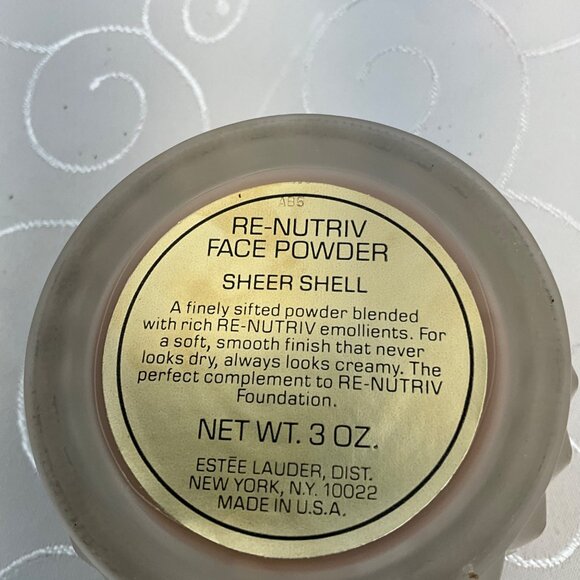 A86
RE-NUTRIV
FACE POWDER
SHEER SHELL
A finely sifted powder blended
with rich RE-NUTRIV emollients. For
a soft, smooth finish that never
looks dry, always looks creamy. The
perfect complement to RE-NUTRIV
Foundation.
NET WT. 3 OZ.
ESTĒE LAUDER, DIST.
NEW YORK, N.Y. 10022
MADE IN U.S.A.